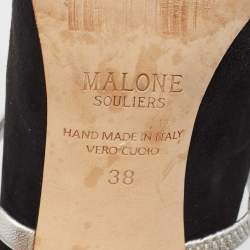 MALONE
SOULIERS
HAND MADE IN ITALY
VERO CUOIO
38